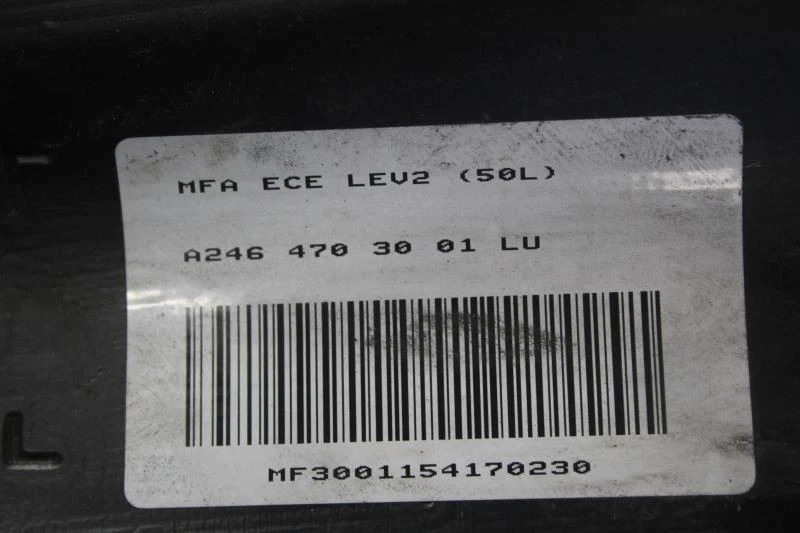 MFA ECE LEV2 (50L)
A246 470 30 01 LU
MF3001154170230
L